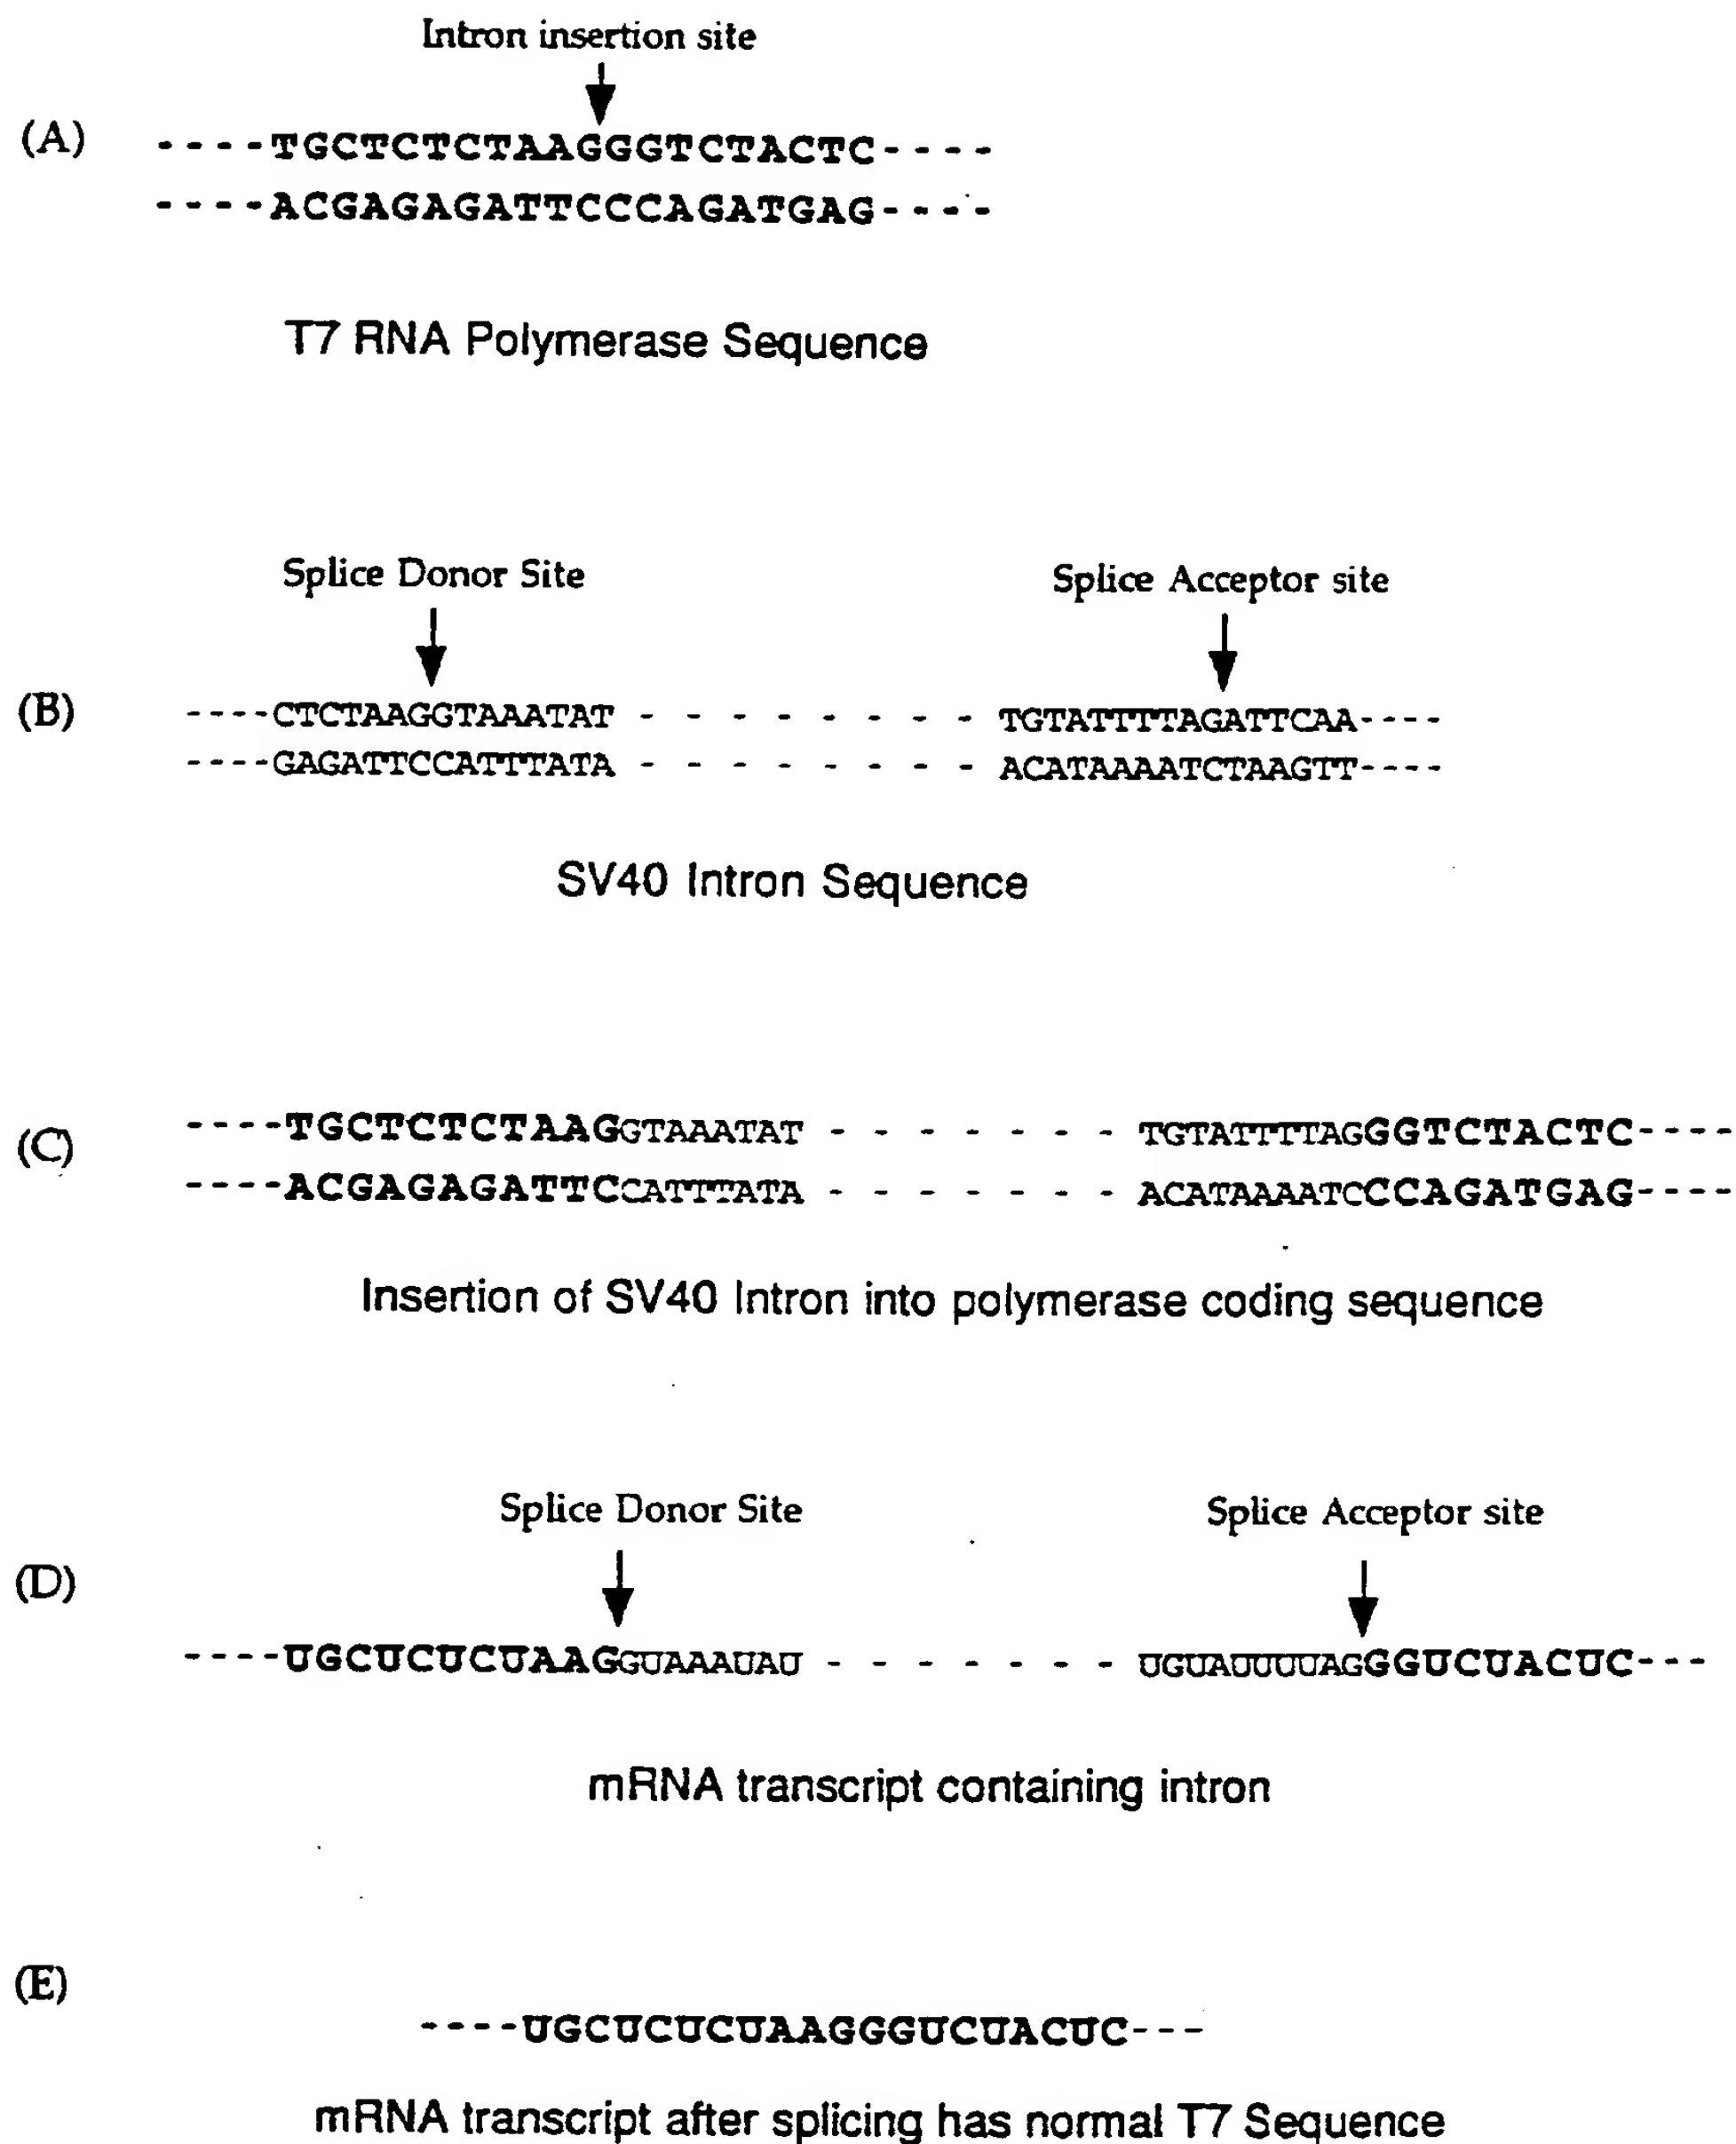 Intron insertion site
(A) ----TGCTCTCTAAGGGTCTACTC----
----ACGAGAGATTCCCAGATGAG----
T7 RNA Polymerase Sequence
Splice Donor Site Splice Acceptor site
(B) ----CTCTAAGGTAAATAT - - - - - - - - TGTATTTTAGATTCAA----
----GAGATTCCATTTATA - - - - - - - - ACATAAAATCTAAGTT----
SV40 Intron Sequence
(C) ----TGCTCTCTAAGGTAAATAT - - - - - - - TGTATTTTAGGGTCTACTC----
----ACGAGAGATTCCATTTATA - - - - - - - ACATAAAATCCCAGATGAG----
Insertion of SV40 Intron into polymerase coding sequence
Splice Donor Site Splice Acceptor site
(D) ----UGCUCUCUAAGGUAAAUAU - - - - - - - UGUAUUUUAGGGUCUACUC---
mRNA transcript containing intron
(E)
----UGCUCUCUAAGGGUCUACUC---
mRNA transcript after splicing has normal T7 Sequence